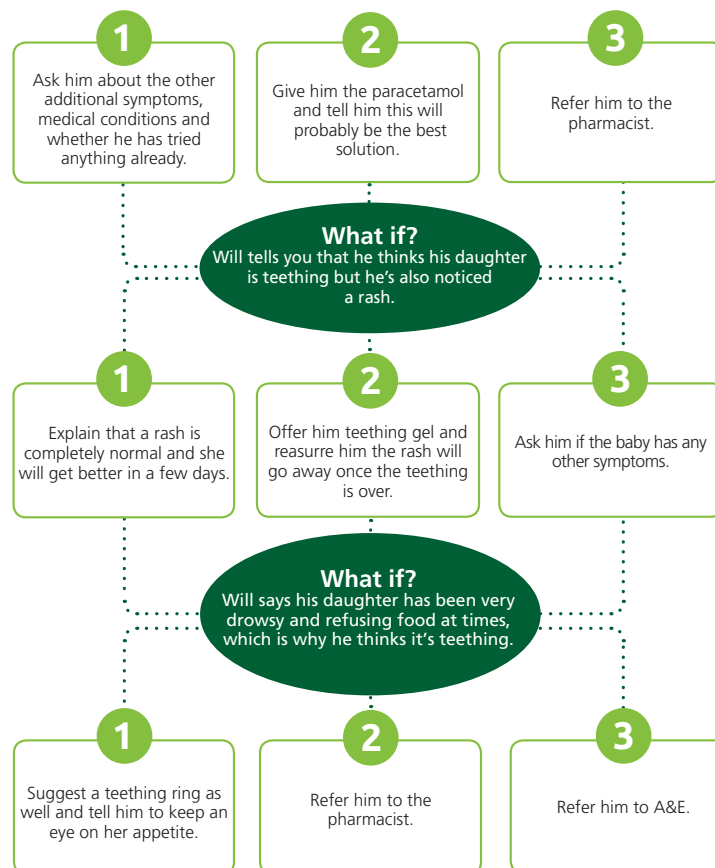 1
Ask him about the other
additional symptoms,
medical conditions and
whether he has tried
anything already.
2
Give him the paracetamol
and tell him this will
probably be the best
solution.
3
Refer him to the
pharmacist.
What if?
Will tells you that he thinks his daughter
is teething but he's also noticed
a rash.
1
Explain that a rash is
completely normal and she
will get better in a few days.
2
Offer him teething gel and
reasurre him the rash will
go away once the teething
is over.
3
Ask him if the baby has any
other symptoms.
What if?
Will says his daughter has been very
drowsy and refusing food at times,
which is why he thinks it's teething.
1
Suggest a teething ring as
well and tell him to keep an
eye on her appetite.
2
Refer him to the
pharmacist.
3
Refer him to A&E.